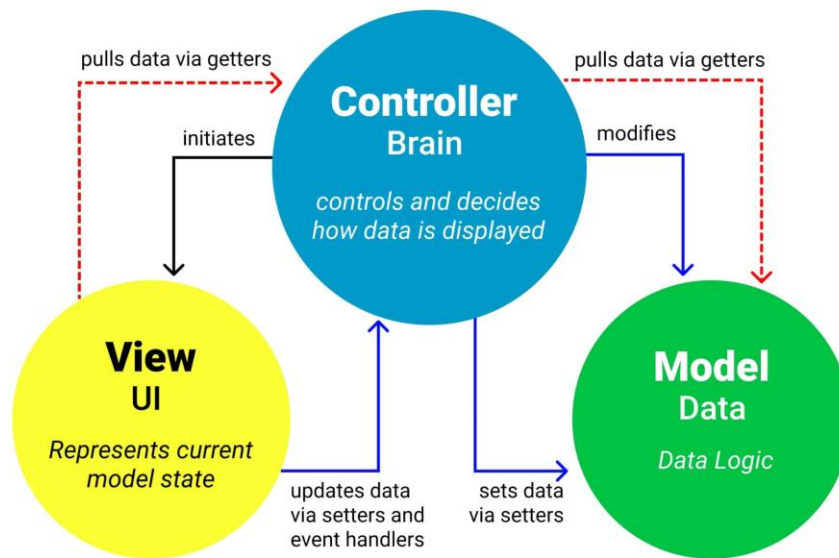 pulls data via getters
pulls data via getters
Controller
Brain
controls and decides
how data is displayed
initiates
modifies
View
UI
Represents current
model state
Model
Data
Data Logic
updates data
via setters and
event handlers
sets data
via setters